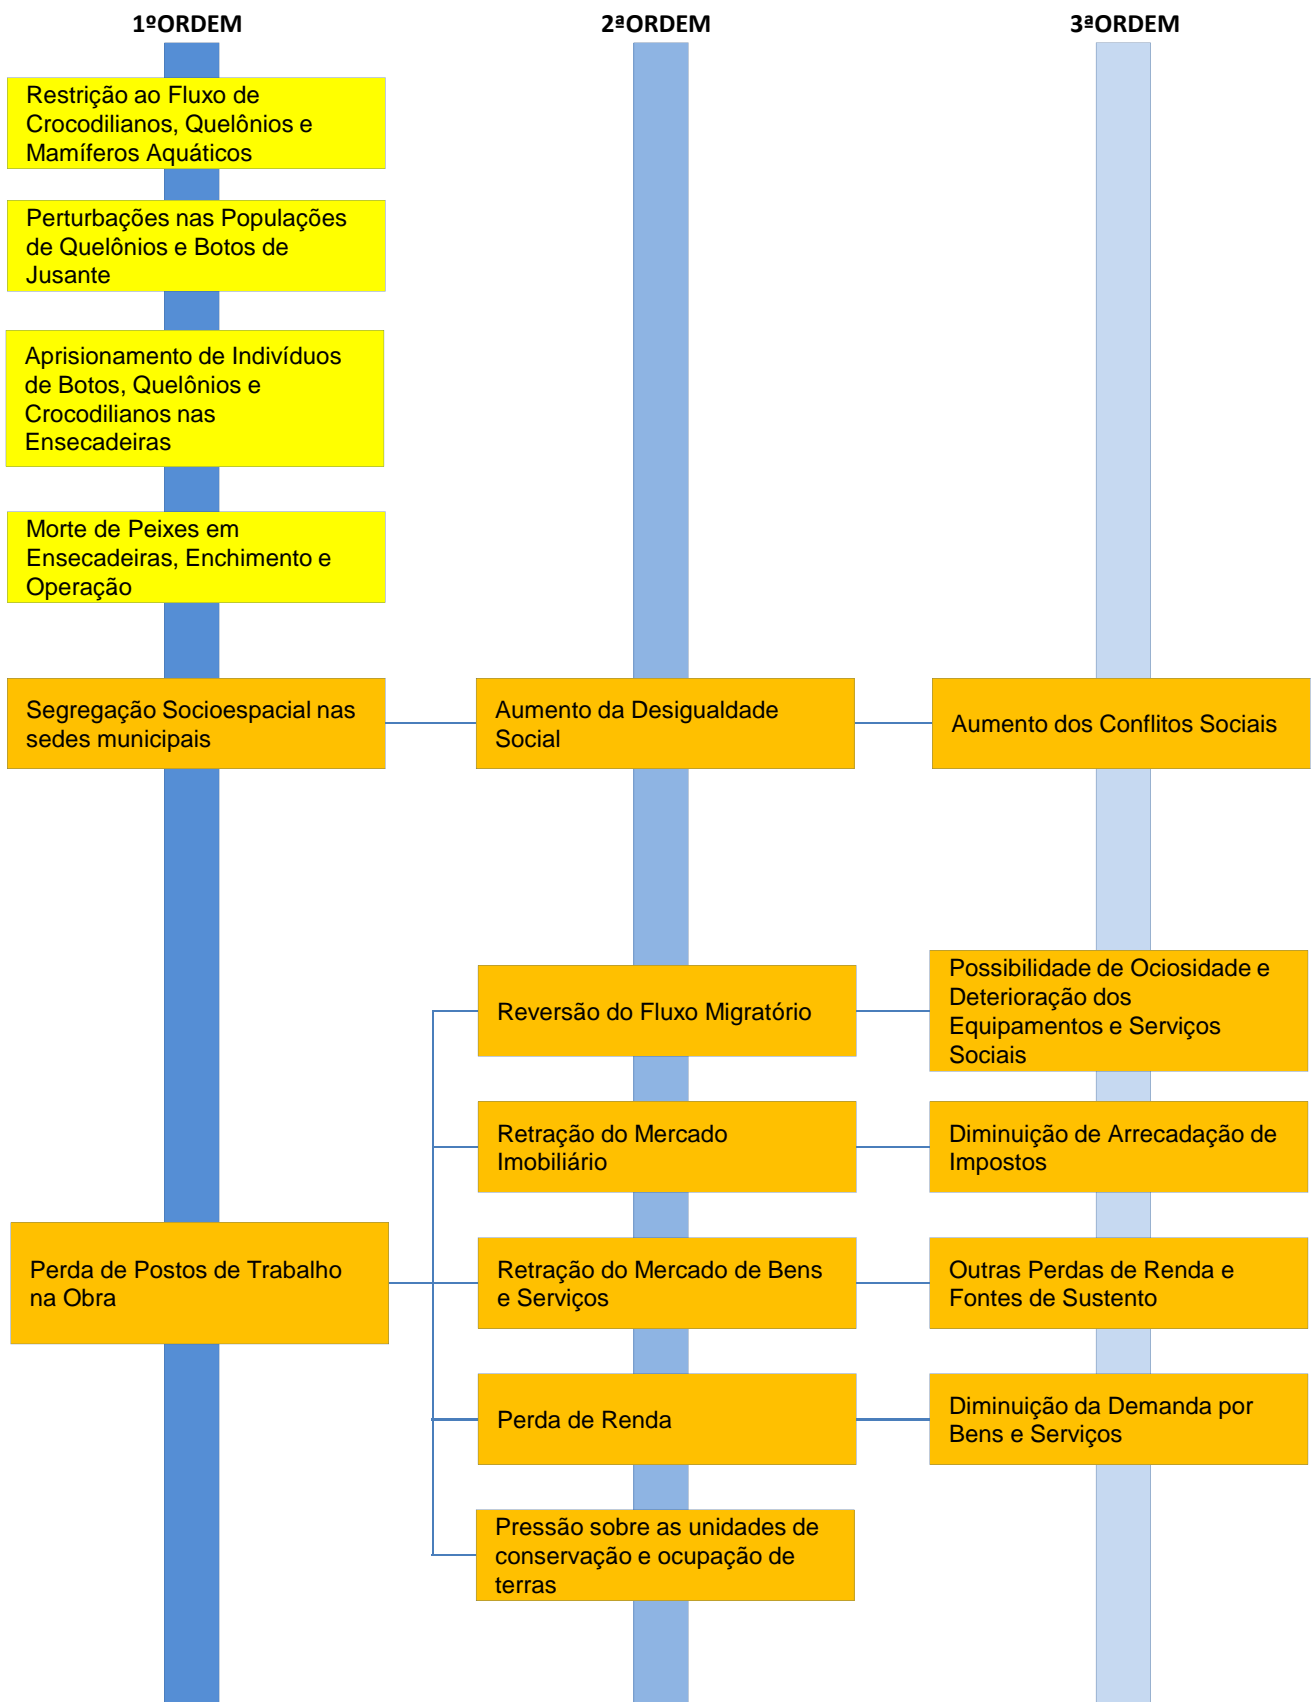 1ºORDEM
2ªORDEM
3ªORDEM
Restrição ao Fluxo de
Crocodilianos, Quelônios e
Mamíferos Aquáticos
Perturbações nas Populações
de Quelônios e Botos de
Jusante
Aprisionamento de Indivíduos
de Botos, Quelônios e
Crocodilianos nas
Ensecadeiras
Morte de Peixes em
Ensecadeiras, Enchimento e
Operação
Segregação Socioespacial nas
sedes municipais
Aumento da Desigualdade
Social
Aumento dos Conflitos Sociais
Reversão do Fluxo Migratório
Possibilidade de Ociosidade e
Deterioração dos
Equipamentos e Serviços
Sociais
Retração do Mercado
Imobiliário
Diminuição de Arrecadação de
Impostos
Perda de Postos de Trabalho
na Obra
Retração do Mercado de Bens
e Serviços
Outras Perdas de Renda e
Fontes de Sustento
Perda de Renda
Diminuição da Demanda por
Bens e Serviços
Pressão sobre as unidades de
conservação e ocupação de
terras